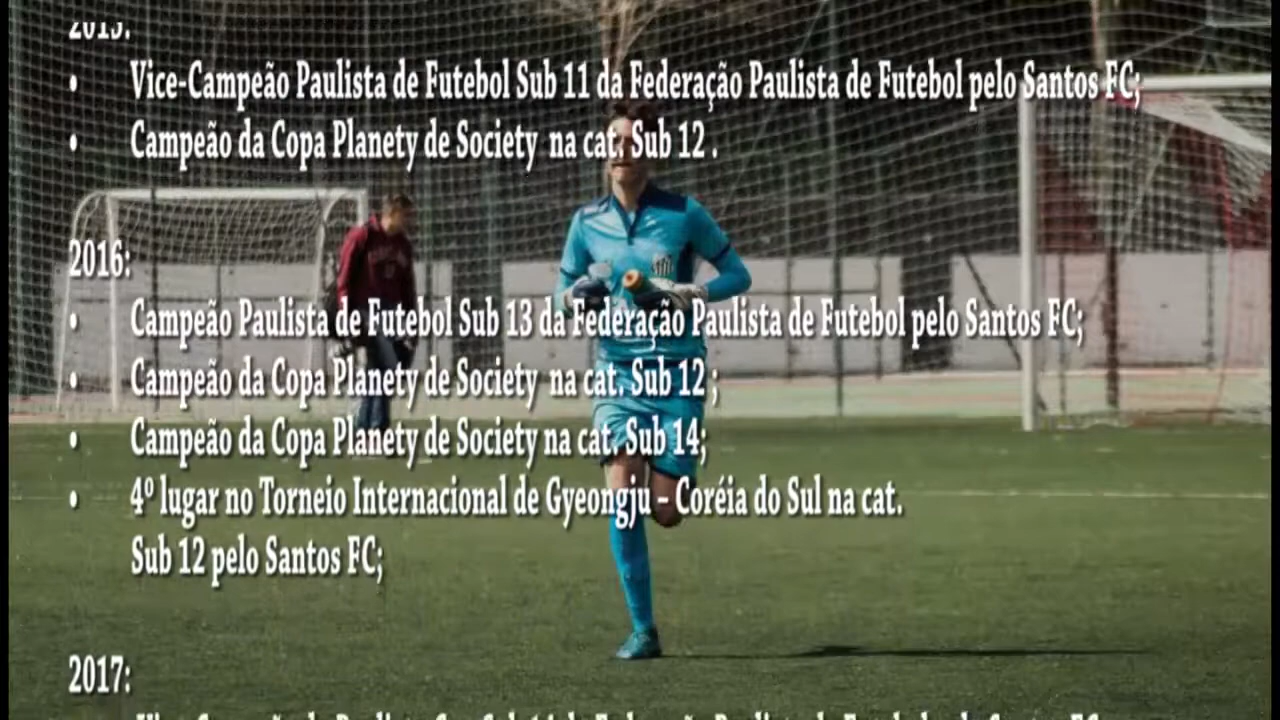 2015:
• Vice-Campeão Paulista de Futebol Sub 11 da Federação Paulista de Futebol pelo Santos FC;
• Campeão da Copa Planety de Society na cat. Sub 12 .
2016:
• Campeão Paulista de Futebol Sub 13 da Federação Paulista de Futebol pelo Santos FC;
• Campeão da Copa Planety de Society na cat. Sub 12 ;
• Campeão da Copa Planety de Society na cat. Sub 14;
• 4º lugar no Torneio Internacional de Gyeongju – Coréia do Sul na cat.
Sub 12 pelo Santos FC;
2017: